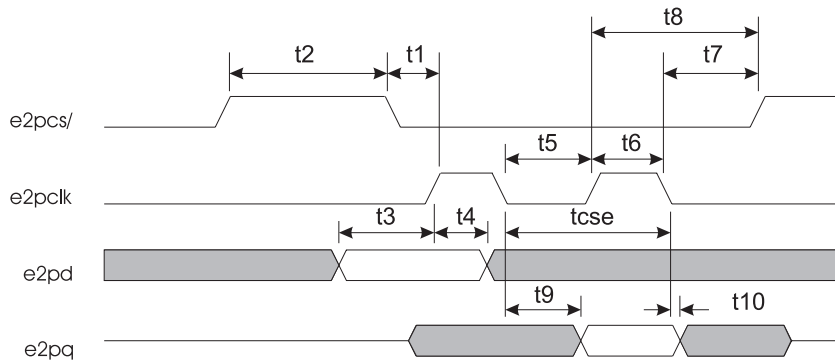 t8
t2 t1 t7
e2pcs/
t5 t6
e2pclk
t3 t4 tcse
e2pd
t9 t10
e2pq